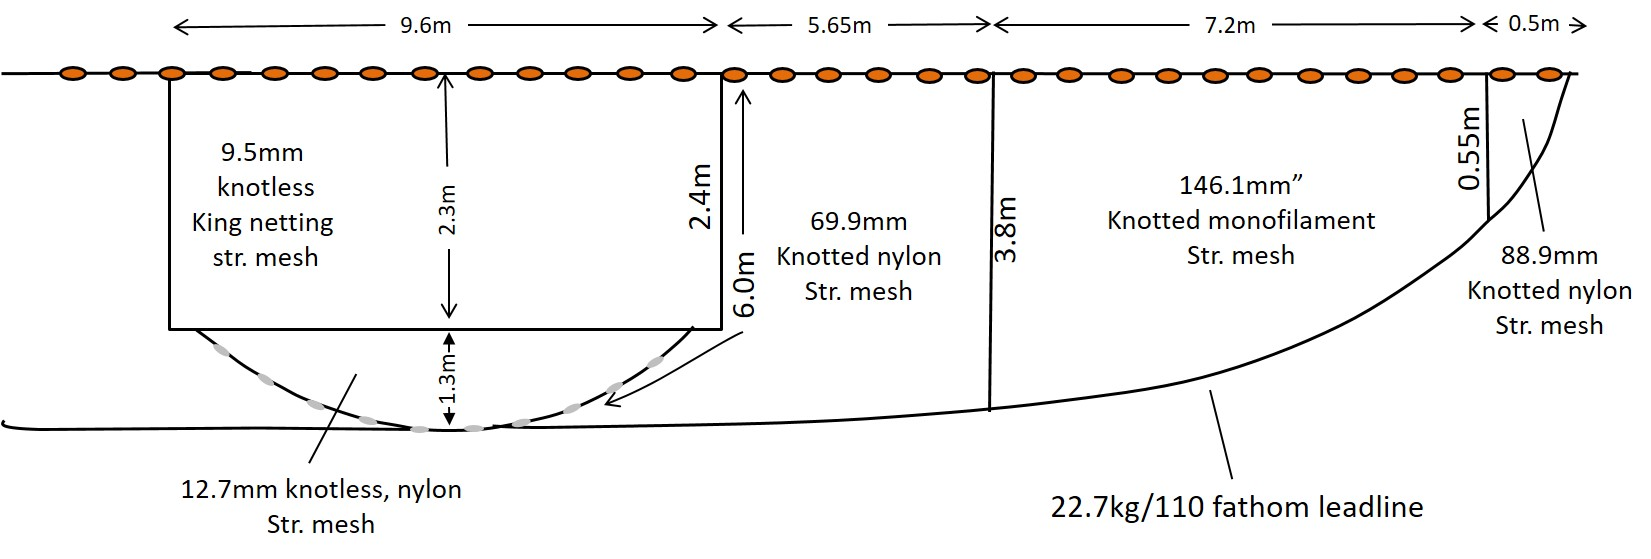 9.6m
5.65m
7.2m
0.5m
9.5mm
knotless
King netting
str. mesh
2.3m
2.4m
6.0m
69.9mm
Knotted nylon
Str. mesh
3.8m
146.1mm”
Knotted monofilament
Str. mesh
0.55m
88.9mm
Knotted nylon
Str. mesh
1.3m
12.7mm knotless, nylon
Str. mesh
22.7kg/110 fathom leadline